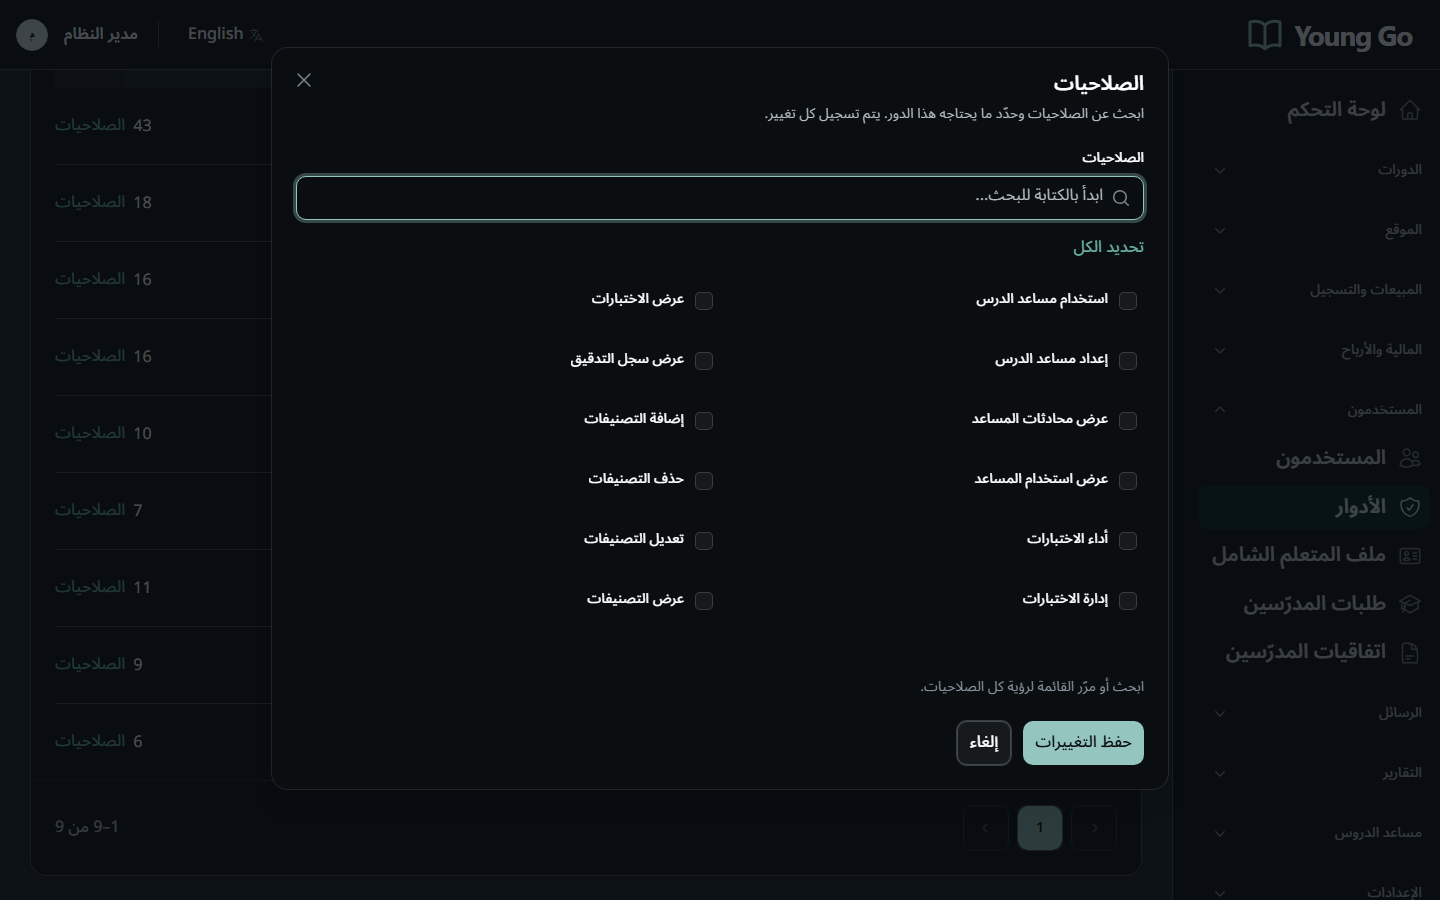 Young Go
English
مدير النظام
م
لوحة التحكم
الدورات
الموقع
المبيعات والتسجيل
المالية والأرباح
المستخدمون
المستخدمون
الأدوار
ملف المتعلم الشامل
طلبات المدرّسين
اتفاقيات المدرّسين
الرسائل
التقارير
مساعد الدروس
الإعدادات
الصلاحيات
ابحث عن الصلاحيات وحدّد ما يحتاجه هذا الدور. يتم تسجيل كل تغيير.
الصلاحيات
ابدأ بالكتابة للبحث...
تحديد الكل
استخدام مساعد الدرس
عرض الاختبارات
إعداد مساعد الدرس
عرض سجل التدقيق
عرض محادثات المساعد
إضافة التصنيفات
عرض استخدام المساعد
حذف التصنيفات
أداء الاختبارات
تعديل التصنيفات
إدارة الاختبارات
عرض التصنيفات
ابحث أو مرّر القائمة لرؤية كل الصلاحيات.
حفظ التغييرات
إلغاء
43 الصلاحيات
18 الصلاحيات
16 الصلاحيات
16 الصلاحيات
10 الصلاحيات
7 الصلاحيات
11 الصلاحيات
9 الصلاحيات
6 الصلاحيات
1
1–9 من 9